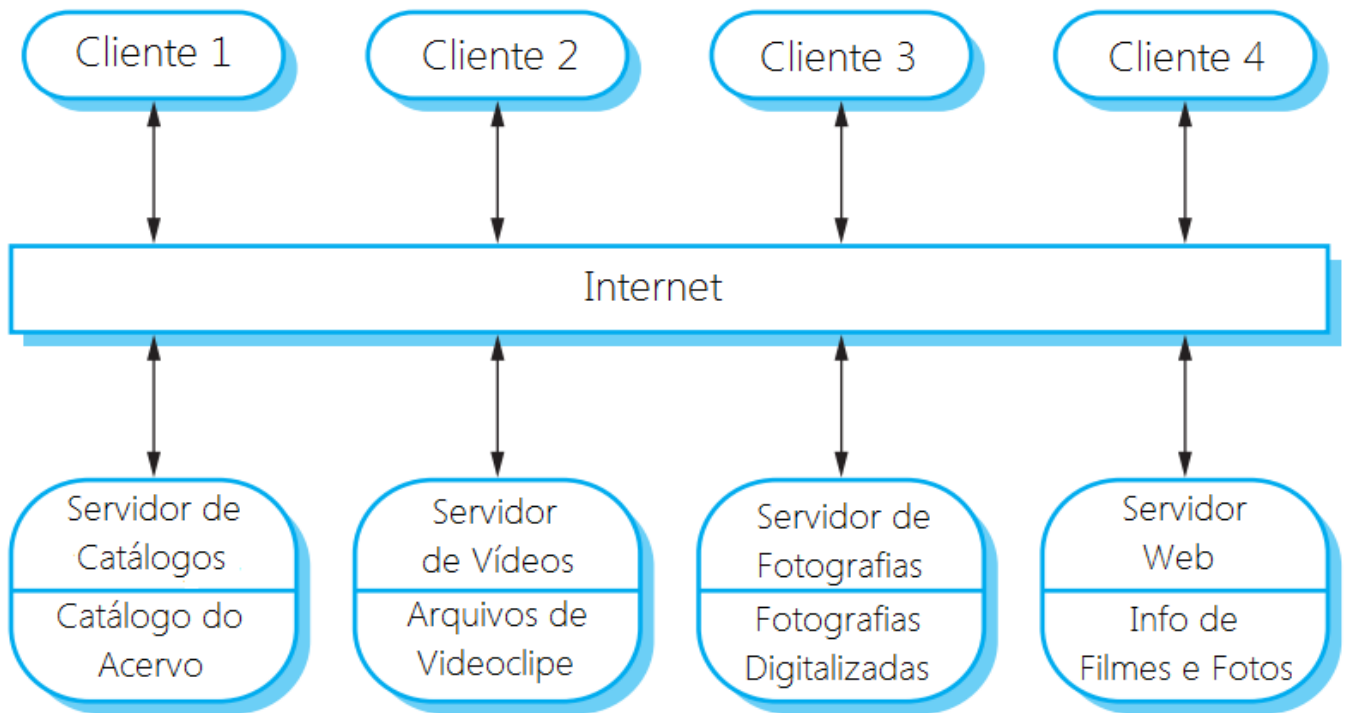 Cliente 1
Cliente 2
Cliente 3
Cliente 4
Internet
Servidor de
Catálogos
Catálogo do
Acervo
Servidor
de Vídeos
Arquivos de
Videoclipe
Servidor de
Fotografias
Fotografias
Digitalizadas
Servidor
Web
Info de
Filmes e Fotos